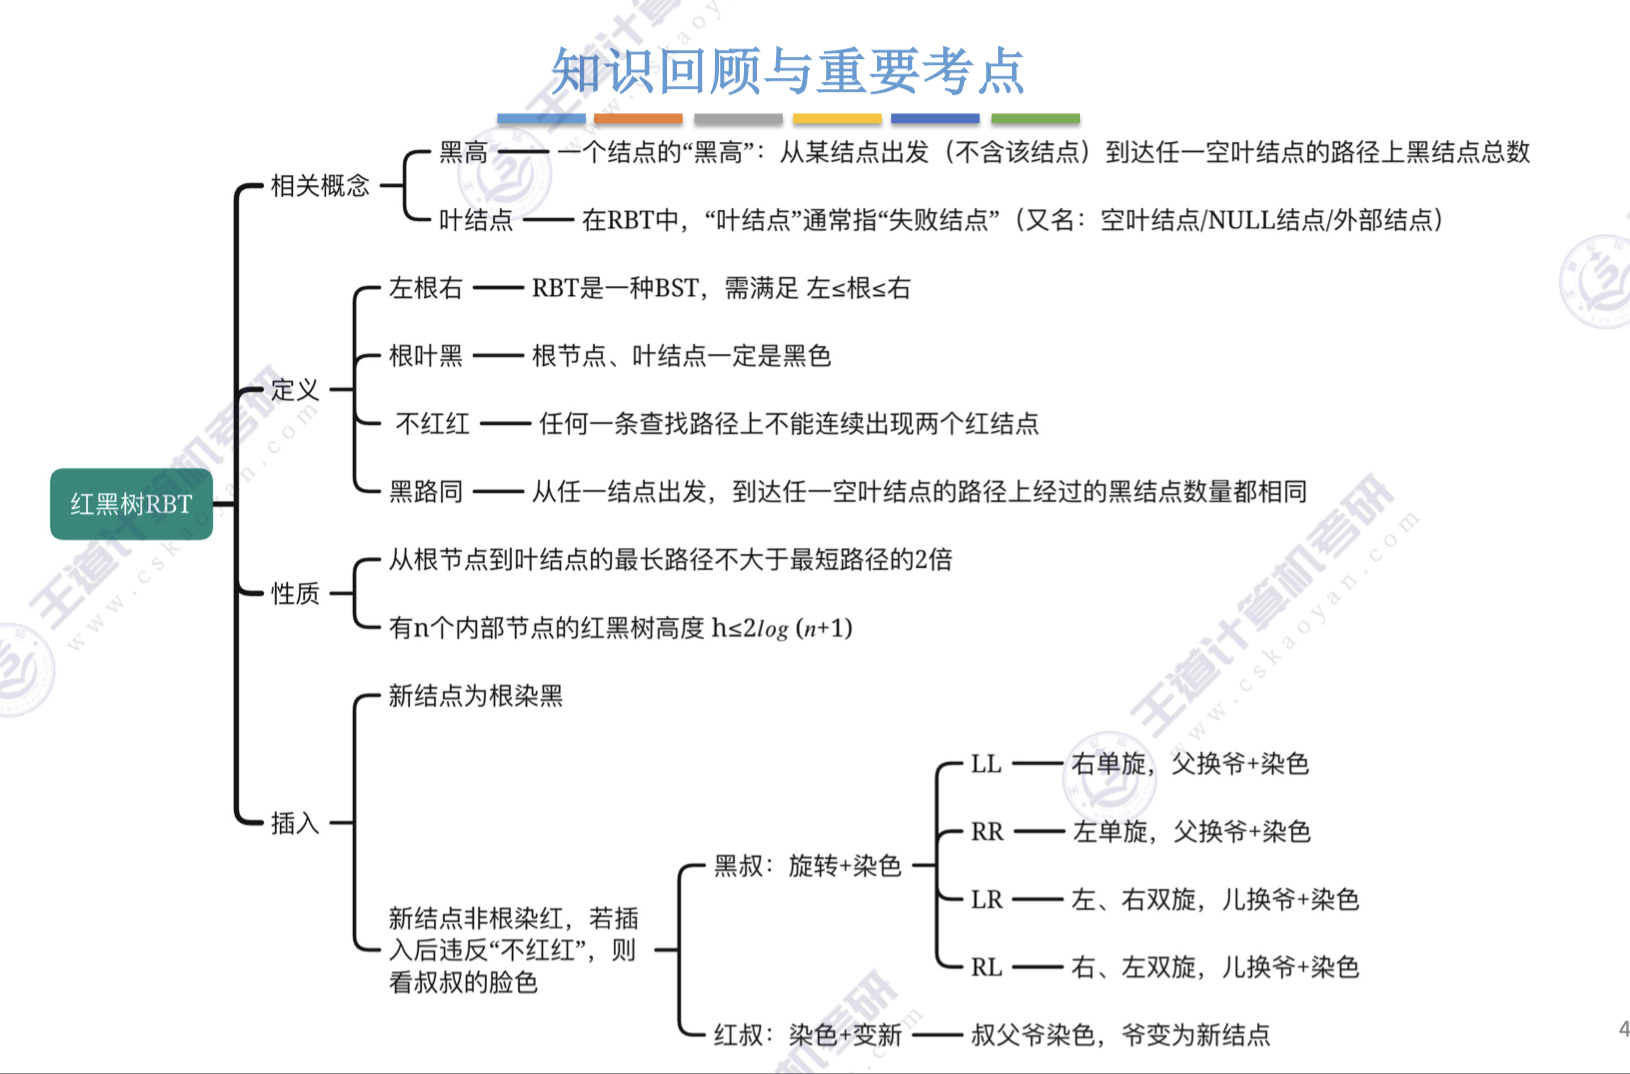 知识回顾与重要考点
黑高
一个结点的“黑高”：从某结点出发（不含该结点）到达任一空叶结点的路径上黑结点总数
相关概念
叶结点
在RBT中，“叶结点”通常指“失败结点”（又名：空叶结点/NULL结点/外部结点）
左根右
RBT是一种BST，需满足 左≤根≤右
根叶黑
根节点、叶结点一定是黑色
定义
不红红
任何一条查找路径上不能连续出现两个红结点
黑路同
从任一结点出发，到达任一空叶结点的路径上经过的黑结点数量都相同
红黑树RBT
从根节点到叶结点的最长路径不大于最短路径的2倍
性质
有n个内部节点的红黑树高度 h≤2log (n+1)
新结点为根染黑
插入
新结点非根染红，若插
入后违反“不红红”，则
看叔叔的脸色
黑叔：旋转+染色
LL
右单旋，父换爷+染色
RR
左单旋，父换爷+染色
LR
左、右双旋，儿换爷+染色
RL
右、左双旋，儿换爷+染色
红叔：染色+变新
叔父爷染色，爷变为新结点
4
王道计算机考研
www.cskaoyan.com